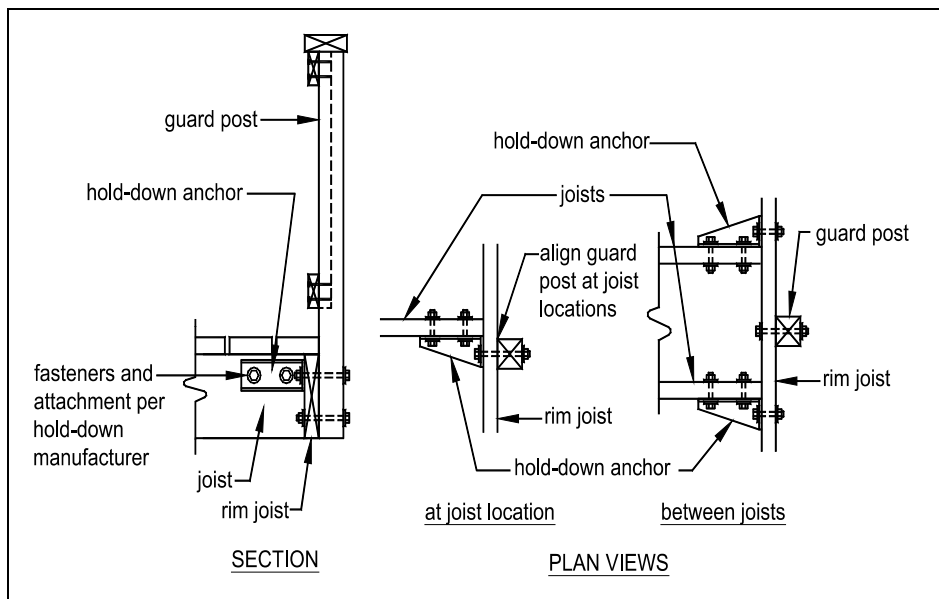 guard post
hold-down anchor
fasteners and
attachment per
hold-down
manufacturer
joist
rim joist
SECTION
hold-down anchor
joists
align guard
post at joist
locations
guard post
rim joist
rim joist
hold-down anchor
at joist location
between joists
PLAN VIEWS